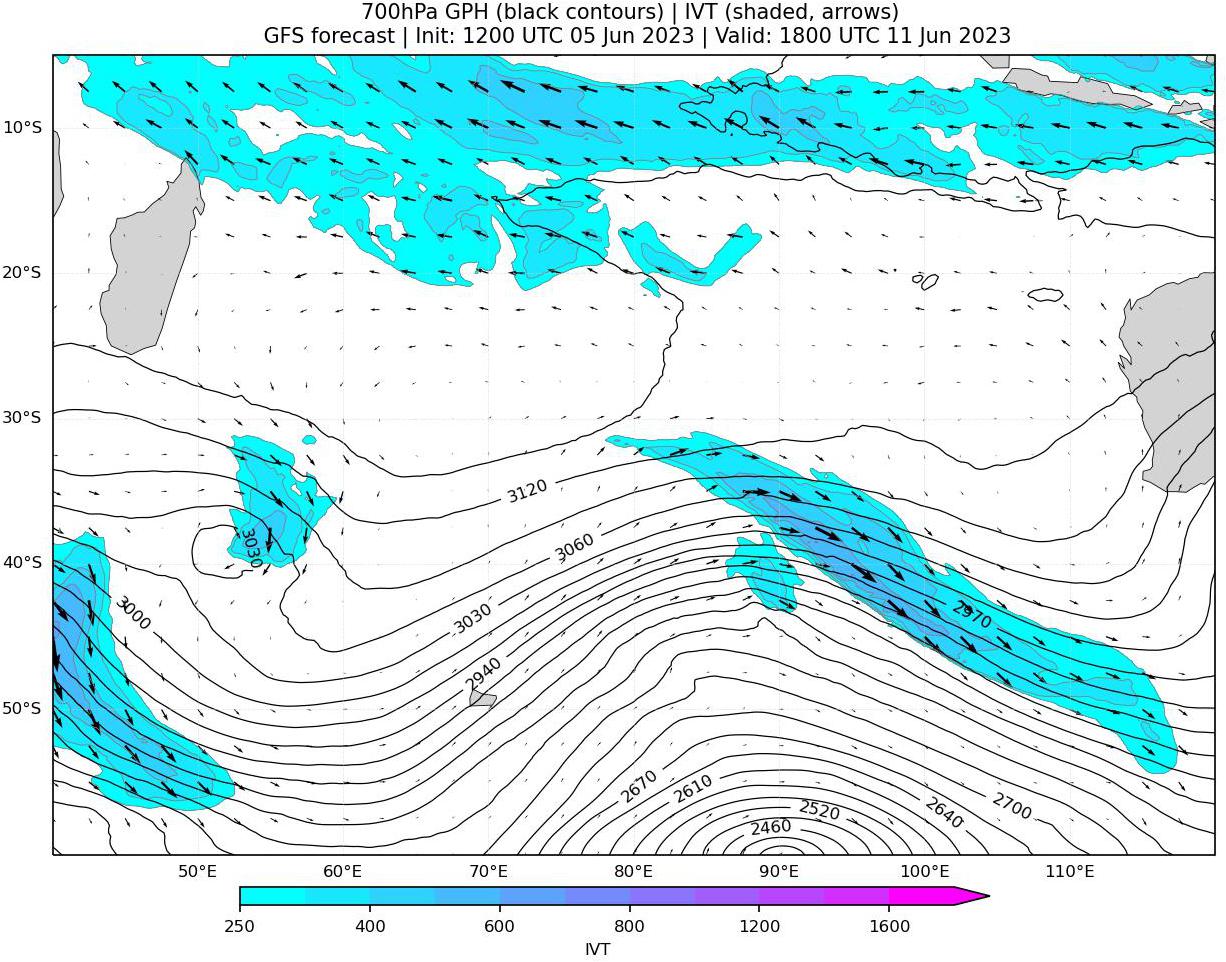 700hPa GPH (black contours) | IVT (shaded, arrows)
GFS forecast | Init: 1200 UTC 05 Jun 2023 | Valid: 1800 UTC 11 Jun 2023
10°S
20°S
30°S
3120
3060
40°S
3030
3000
3030
2970
2940
50°S
2670
2610
2520
2700
2640
2460
50°E 60°E 70°E 80°E 90°E 100°E 110°E
250 400 600 800 1200 1600
IVT